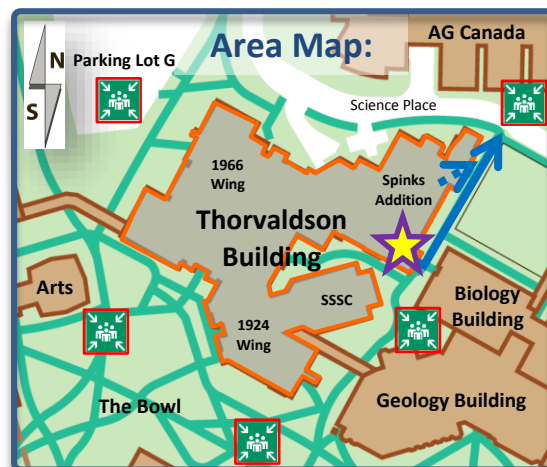 Area Map:
AG Canada
N
S
Parking Lot G
Science Place
1966
Wing
Spinks
Addition
Thorvaldson
Building
Arts
SSSC
Biology
Building
1924
Wing
The Bowl
Geology Building